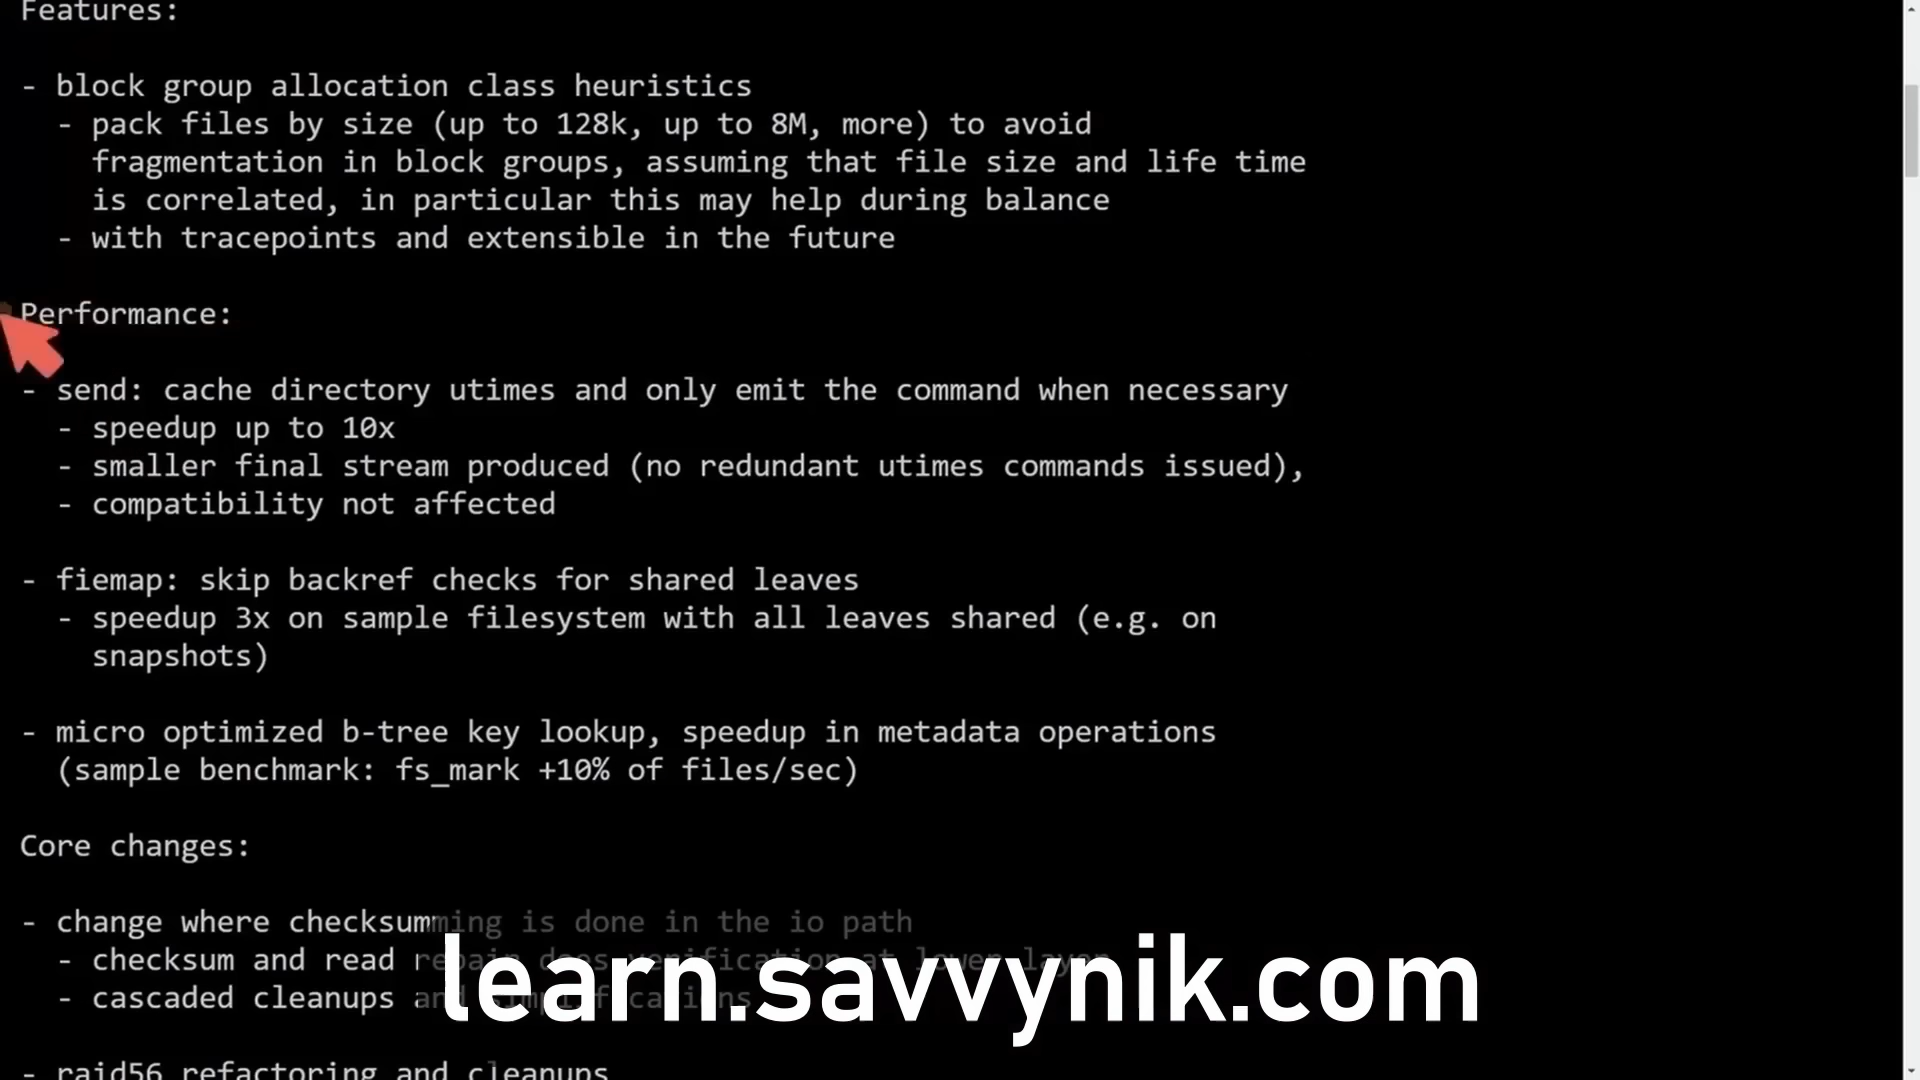 Features:
- block group allocation class heuristics
- pack files by size (up to 128k, up to 8M, more) to avoid
fragmentation in block groups, assuming that file size and life time
is correlated, in particular this may help during balance
- with tracepoints and extensible in the future
Performance:
- send: cache directory utimes and only emit the command when necessary
- speedup up to 10x
- smaller final stream produced (no redundant utimes commands issued),
- compatibility not affected
- fiemap: skip backref checks for shared leaves
- speedup 3x on sample filesystem with all leaves shared (e.g. on
snapshots)
- micro optimized b-tree key lookup, speedup in metadata operations
(sample benchmark: fs_mark +10% of files/sec)
Core changes:
- change where checksumming is done in the io path
- checksum and read repair does verification at lower layer
- cascaded cleanups and simplifications
learn.savvynik.com
- raid56 refactoring and cleanups